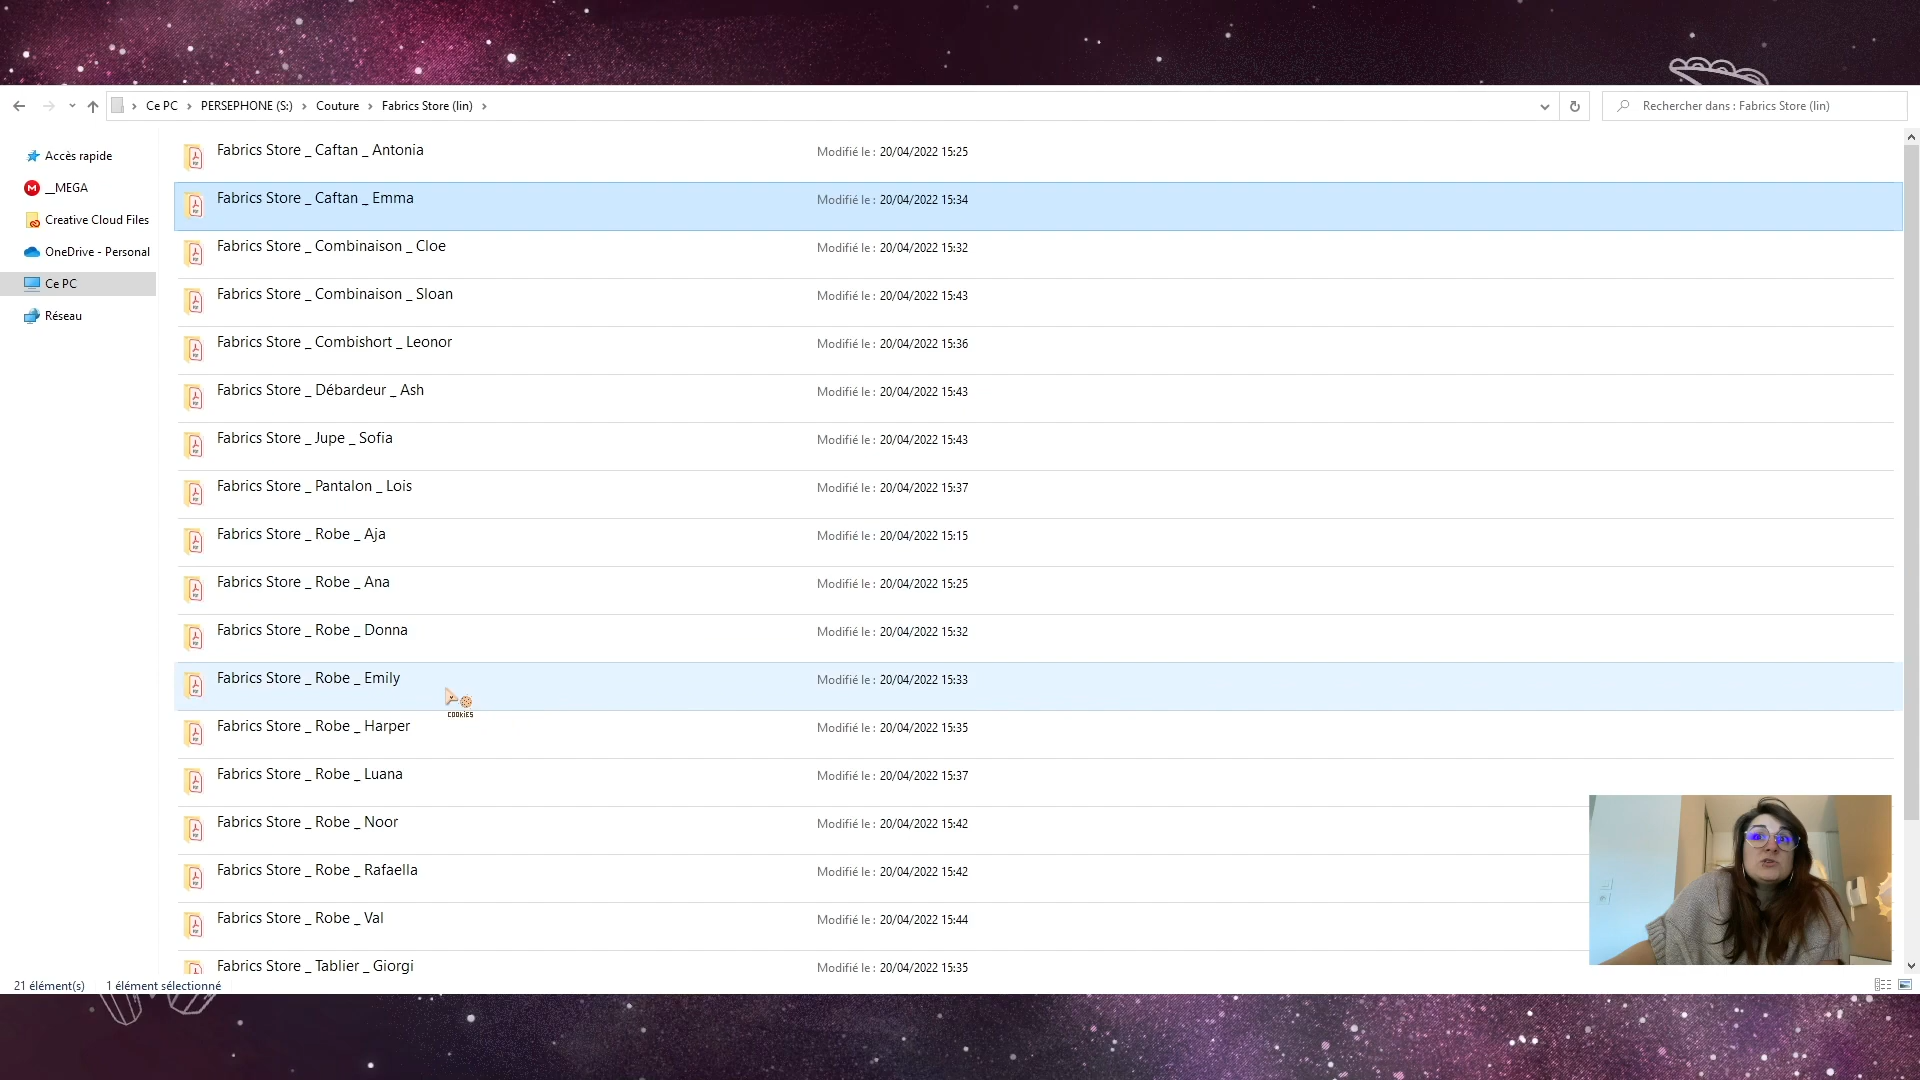 Ce PC PERSEPHONE (S:) Couture Fabrics Store (lin)
Rechercher dans : Fabrics Store (lin)
Accès rapide
__MEGA
Creative Cloud Files
OneDrive - Personal
Ce PC
Réseau
Fabrics Store _ Caftan _ Antonia Modifié le : 20/04/2022 15:25
Fabrics Store _ Caftan _ Emma Modifié le : 20/04/2022 15:34
Fabrics Store _ Combinaison _ Cloe Modifié le : 20/04/2022 15:32
Fabrics Store _ Combinaison _ Sloan Modifié le : 20/04/2022 15:43
Fabrics Store _ Combishort _ Leonor Modifié le : 20/04/2022 15:36
Fabrics Store _ Débardeur _ Ash Modifié le : 20/04/2022 15:43
Fabrics Store _ Jupe _ Sofia Modifié le : 20/04/2022 15:43
Fabrics Store _ Pantalon _ Lois Modifié le : 20/04/2022 15:37
Fabrics Store _ Robe _ Aja Modifié le : 20/04/2022 15:15
Fabrics Store _ Robe _ Ana Modifié le : 20/04/2022 15:25
Fabrics Store _ Robe _ Donna Modifié le : 20/04/2022 15:32
Fabrics Store _ Robe _ Emily Modifié le : 20/04/2022 15:33
COOKIES
Fabrics Store _ Robe _ Harper Modifié le : 20/04/2022 15:35
Fabrics Store _ Robe _ Luana Modifié le : 20/04/2022 15:37
Fabrics Store _ Robe _ Noor Modifié le : 20/04/2022 15:42
Fabrics Store _ Robe _ Rafaella Modifié le : 20/04/2022 15:42
Fabrics Store _ Robe _ Val Modifié le : 20/04/2022 15:44
Fabrics Store _ Tablier _ Giorgi Modifié le : 20/04/2022 15:35
21 élément(s) 1 élément sélectionné